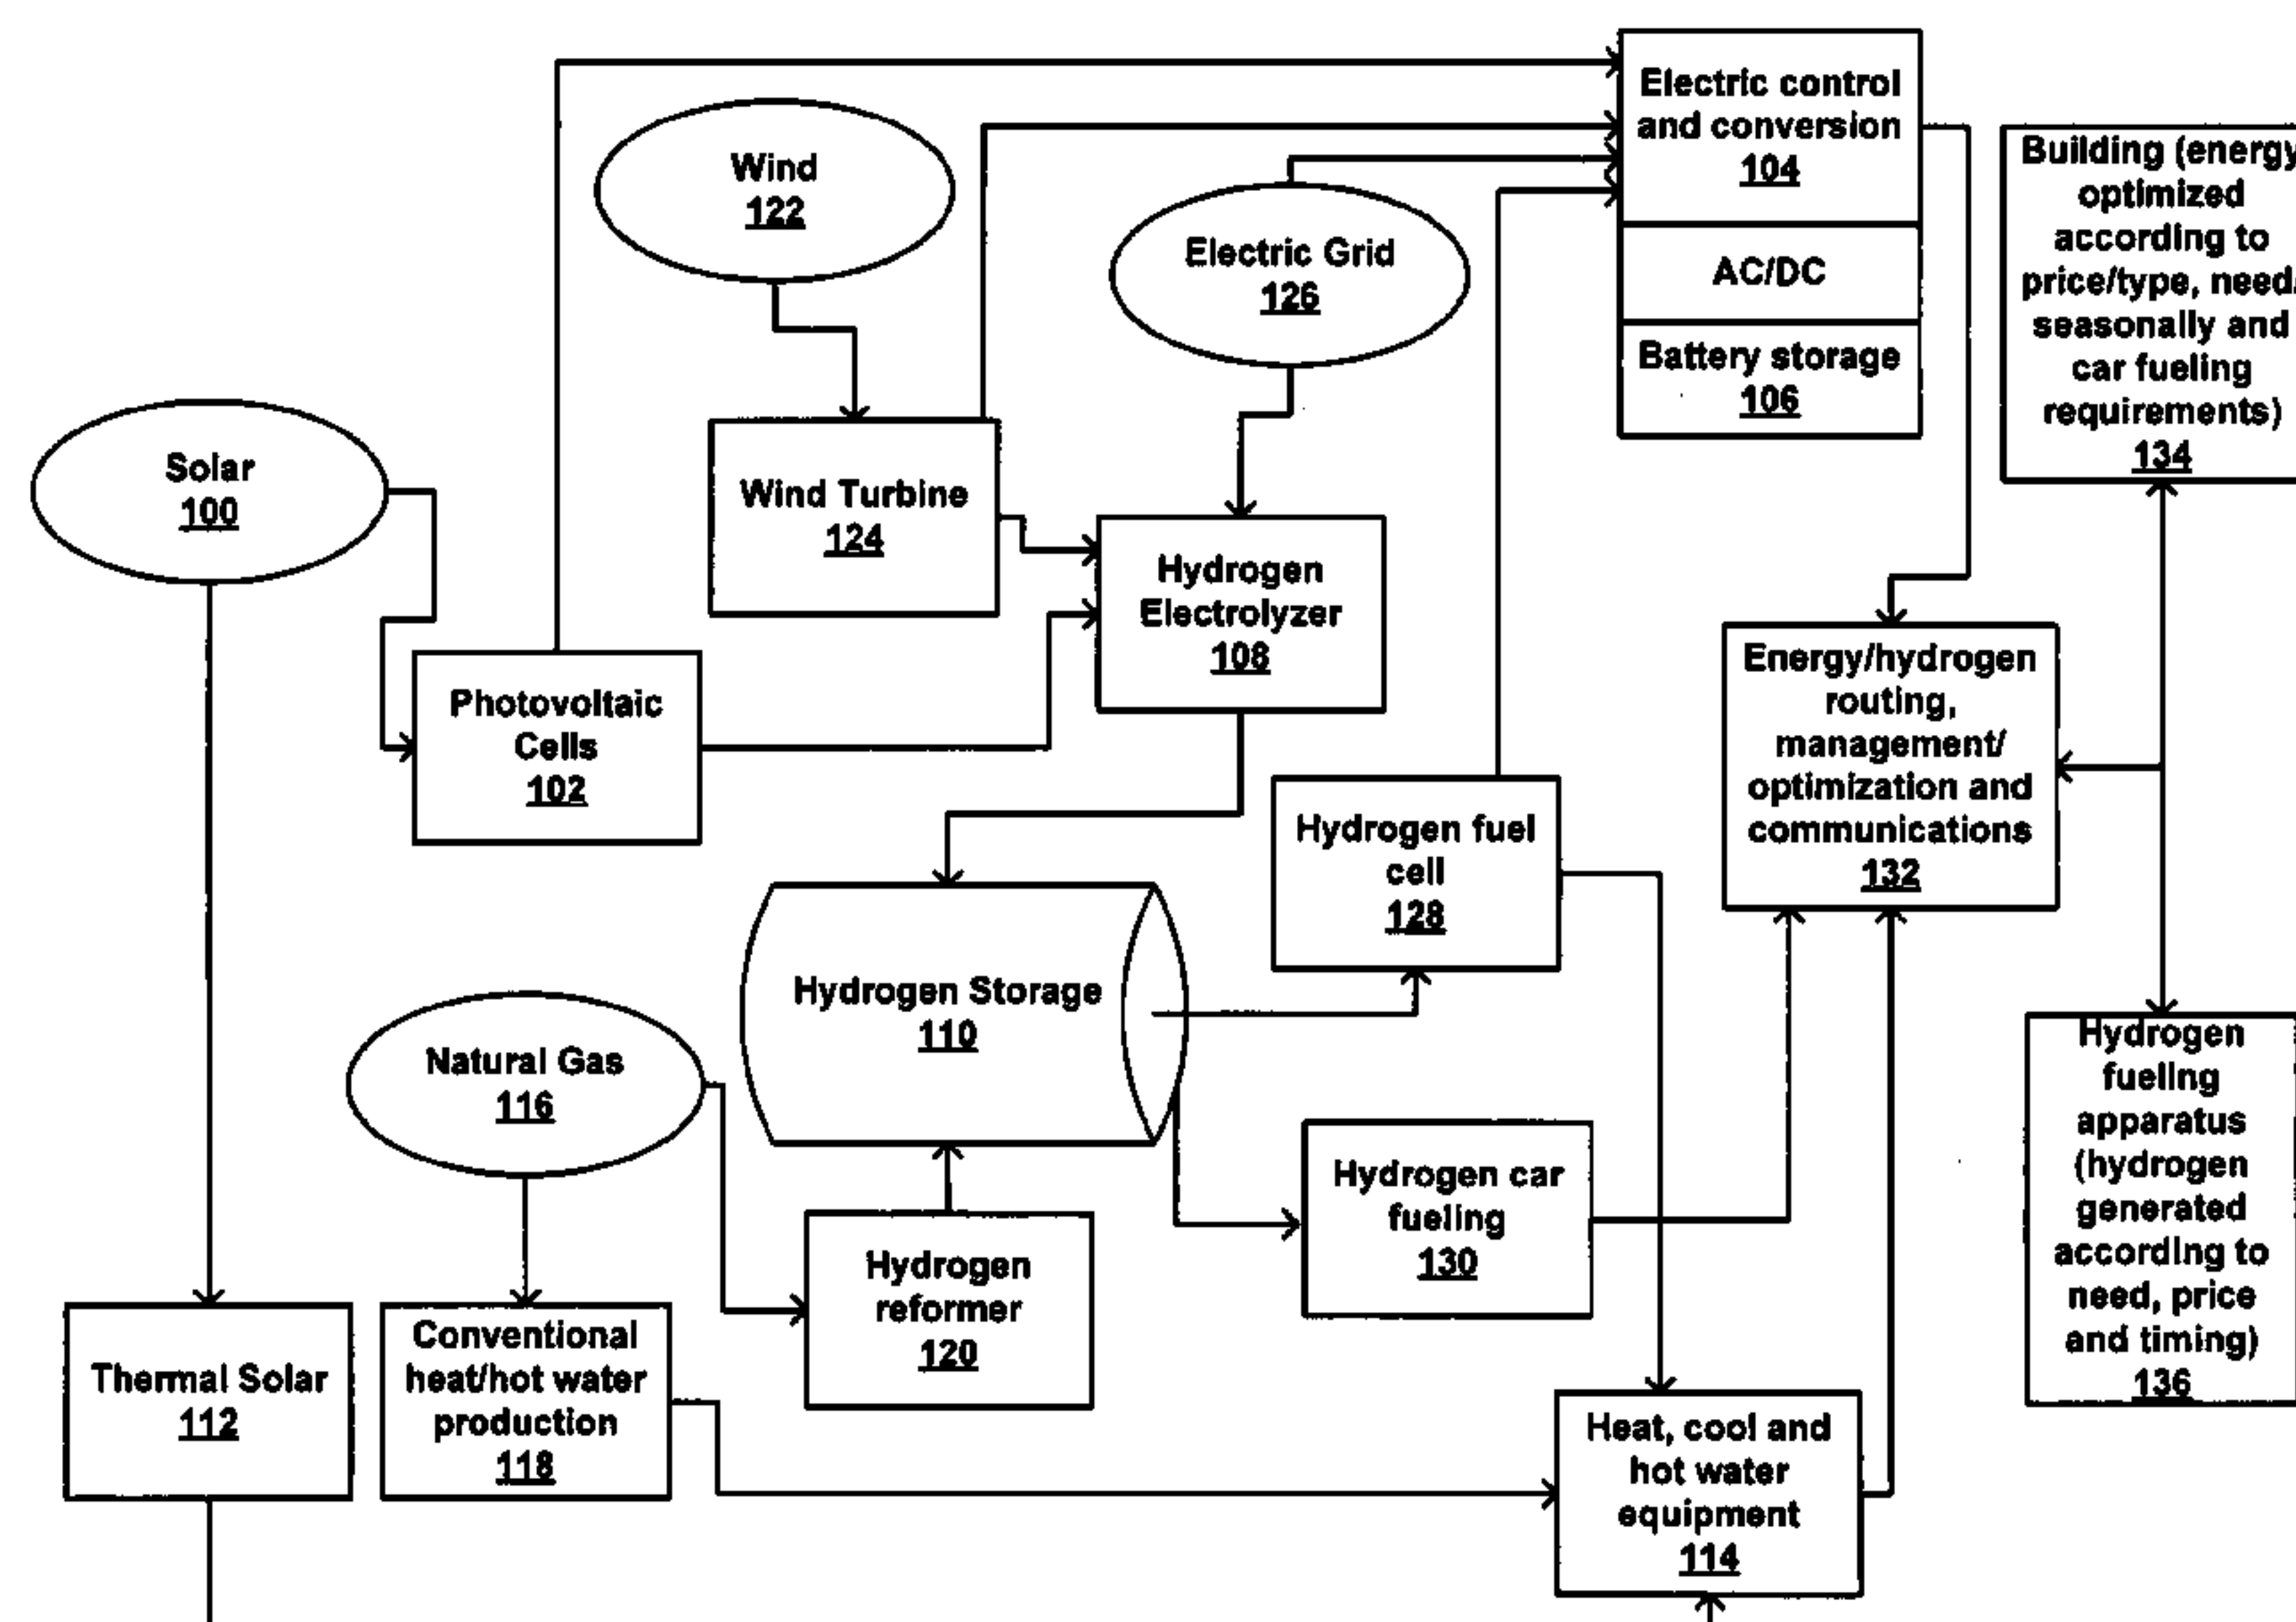 Electric control
and conversion
104
AC/DC
Battery storage
106
Building (energy
optimized
according to
price/type, need/
seasonally and
car fueling
requirements)
134
Wind
122
Electric Grid
126
Solar
100
Wind Turbine
124
Hydrogen
Electrolyzer
108
Photovoltaic
Cells
102
Energy/hydrogen
routing,
management/
optimization and
communications
132
Hydrogen fuel
cell
128
Hydrogen Storage
110
Natural Gas
116
Hydrogen car
fueling
130
Hydrogen
fueling
apparatus
(hydrogen
generated
according to
need, price
and timing)
136
Hydrogen
reformer
120
Thermal Solar
112
Conventional
heat/hot water
production
118
Heat, cool and
hot water
equipment
114